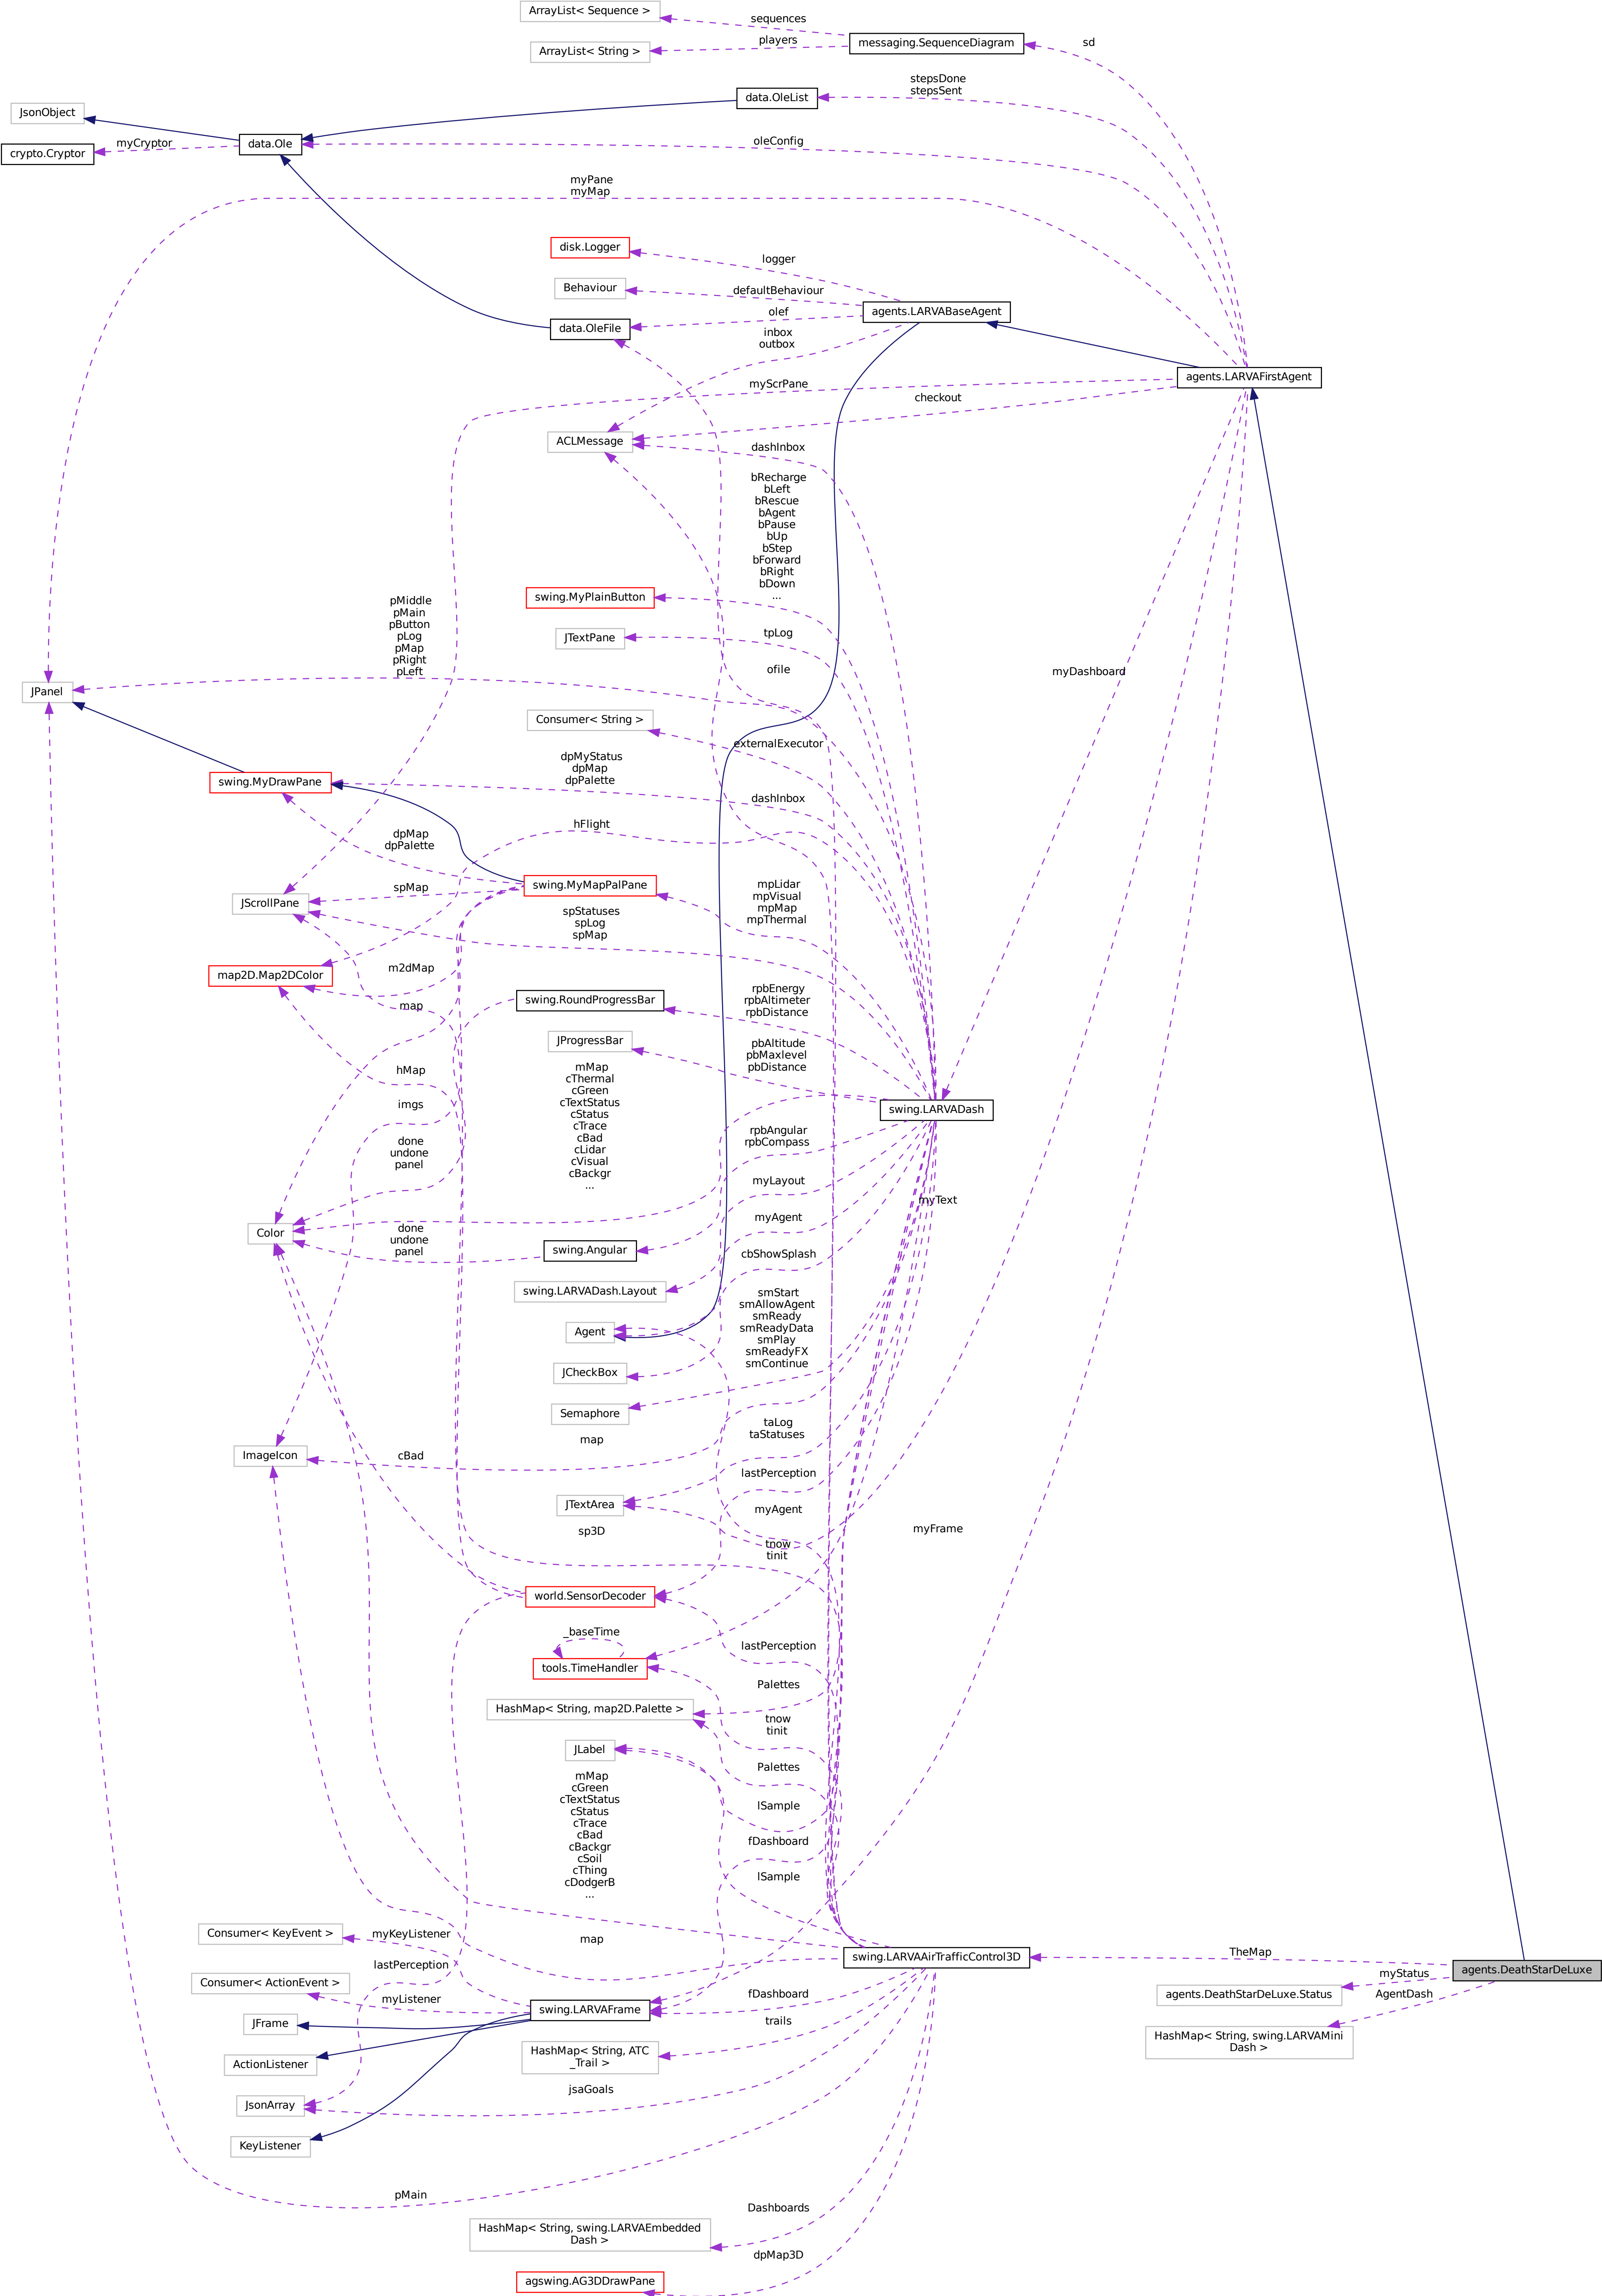 ArrayList< Sequence >
sequences
players
ArrayList< String >
messaging.SequenceDiagram
sd
stepsDone
stepsSent
data.OleList
JsonObject
crypto.Cryptor
myCryptor
data.Ole
oleConfig
myPane
myMap
disk.Logger
logger
Behaviour
defaultBehaviour
agents.LARVABaseAgent
olef
data.OleFile
inbox
outbox
agents.LARVAFirstAgent
myScrPane
checkout
ACLMessage
dashInbox
bRecharge
bLeft
bRescue
bAgent
bPause
bUp
bStep
bForward
bRight
bDown
...
swing.MyPlainButton
pMiddle
pMain
pButton
pLog
pMap
pRight
pLeft
JTextPane
tpLog
ofile
myDashboard
JPanel
Consumer< String >
externalExecutor
swing.MyDrawPane
dpMyStatus
dpMap
dpPalette
dashInbox
hFlight
dpMap
dpPalette
swing.MyMapPalPane
spMap
JScrollPane
mpLidar
mpVisual
mpMap
mpThermal
spStatuses
spLog
spMap
map2D.Map2DColor
m2dMap
map
swing.RoundProgressBar
rpbEnergy
rpbAltimeter
rpbDistance
JProgressBar
pbAltitude
pbMaxlevel
pbDistance
hMap
mMap
cThermal
cGreen
cTextStatus
cStatus
cTrace
cBad
cLidar
cVisual
cBackgr
...
imgs
swing.LARVADash
done
undone
panel
rpbAngular
rpbCompass
myLayout
myText
myAgent
Color
done
undone
panel
swing.Angular
cbShowSplash
swing.LARVADash.Layout
smStart
smAllowAgent
smReady
smReadyData
smPlay
smReadyFX
smContinue
Agent
JCheckBox
Semaphore
taLog
taStatuses
map
ImageIcon
cBad
lastPerception
JTextArea
myAgent
sp3D
myFrame
tnow
tinit
world.SensorDecoder
_baseTime
tools.TimeHandler
lastPerception
Palettes
HashMap< String, map2D.Palette >
tnow
tinit
JLabel
Palettes
mMap
cGreen
cTextStatus
cStatus
cTrace
cBad
cBackgr
cSoil
cThing
cDodgerB
...
lSample
fDashboard
lSample
Consumer< KeyEvent >
myKeyListener
map
swing.LARVAAirTrafficControl3D
TheMap
agents.DeathStarDeLuxe
lastPerception
Consumer< ActionEvent >
myListener
swing.LARVAFrame
fDashboard
myStatus
agents.DeathStarDeLuxe.Status
AgentDash
JFrame
trails
HashMap< String, swing.LARVAMini
Dash >
ActionListener
HashMap< String, ATC
_Trail >
jsaGoals
JsonArray
KeyListener
pMain
Dashboards
HashMap< String, swing.LARVAEmbedded
Dash >
dpMap3D
agswing.AG3DDrawPane